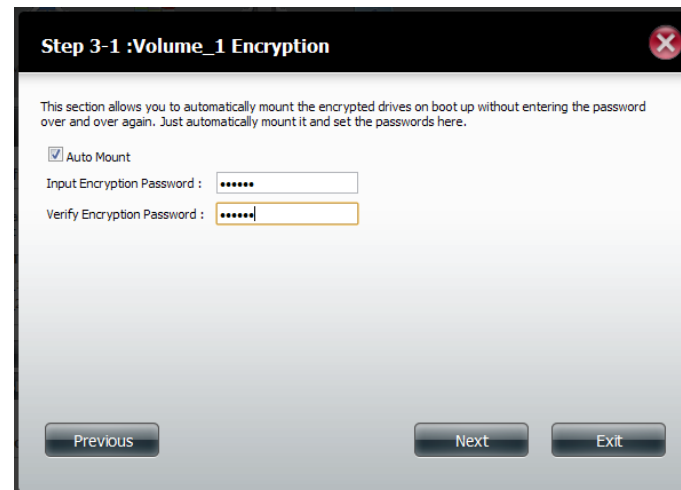 Step 3-1 :Volume_1 Encryption
This section allows you to automatically mount the encrypted drives on boot up without entering the password
over and over again. Just automatically mount it and set the passwords here.
Auto Mount
Input Encryption Password : ••••••
Verify Encryption Password : ••••••
Previous Next Exit